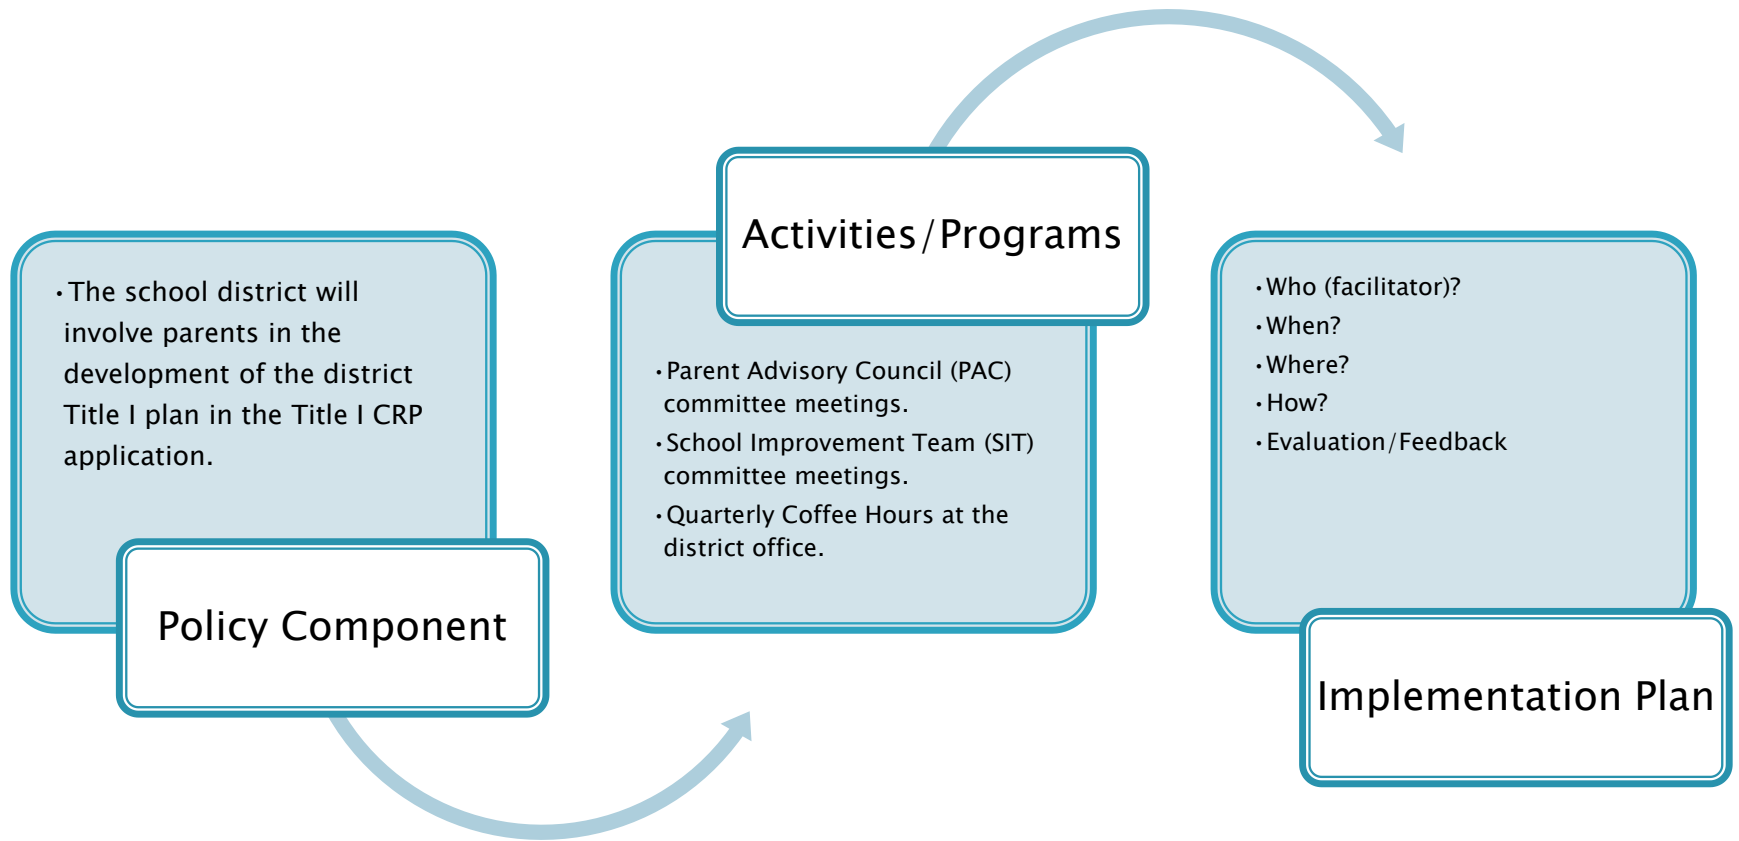 · The school district will
involve parents in the
development of the district
Title I plan in the Title I CRP
application.
Policy Component
Activities/Programs
· Parent Advisory Council (PAC)
committee meetings.
· School Improvement Team (SIT)
committee meetings.
· Quarterly Coffee Hours at the
district office.
· Who (facilitator)?
· When?
· Where?
· How?
· Evaluation/Feedback
Implementation Plan